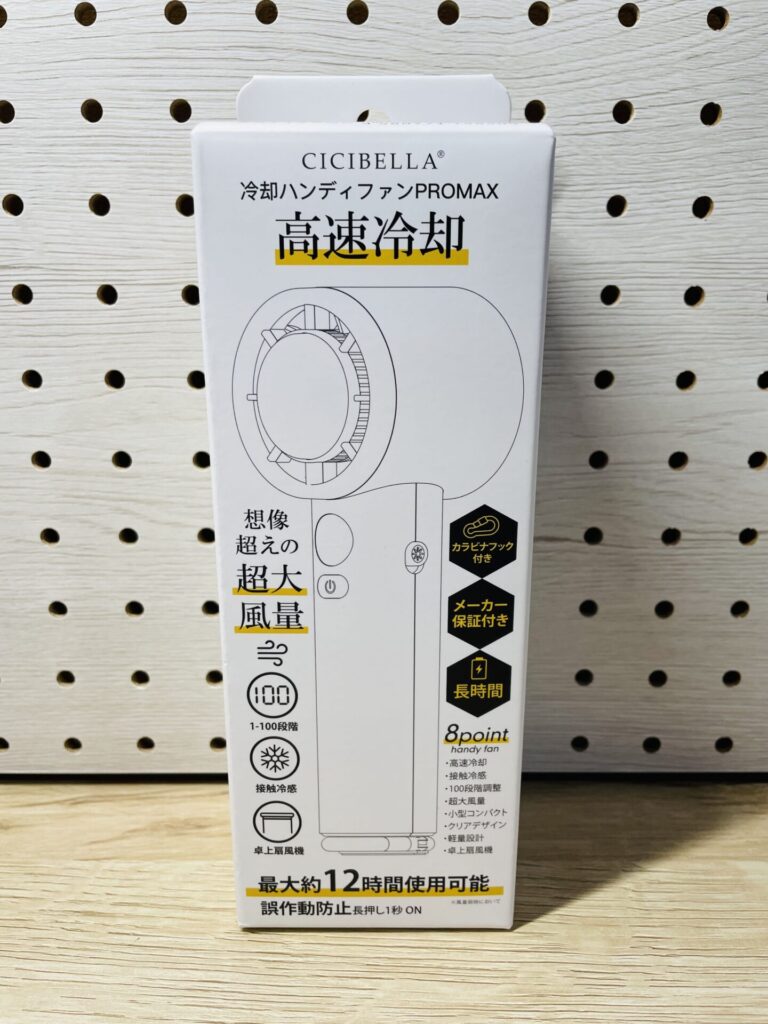 CICIBELLA®
冷却ハンディファンPROMAX
高速冷却
想像
超えの
超大
風量
100
1-100段階
接触冷感
卓上扇風機
カラビナフック
付き
メーカー
保証付き
長時間
8point
handy fan
・高速冷却
・接触冷感
・100段階調整
・超大風量
・小型コンパクト
・クリアデザイン
・軽量設計
・卓上扇風機
最大約12時間使用可能
誤作動防止長押し1秒 ON